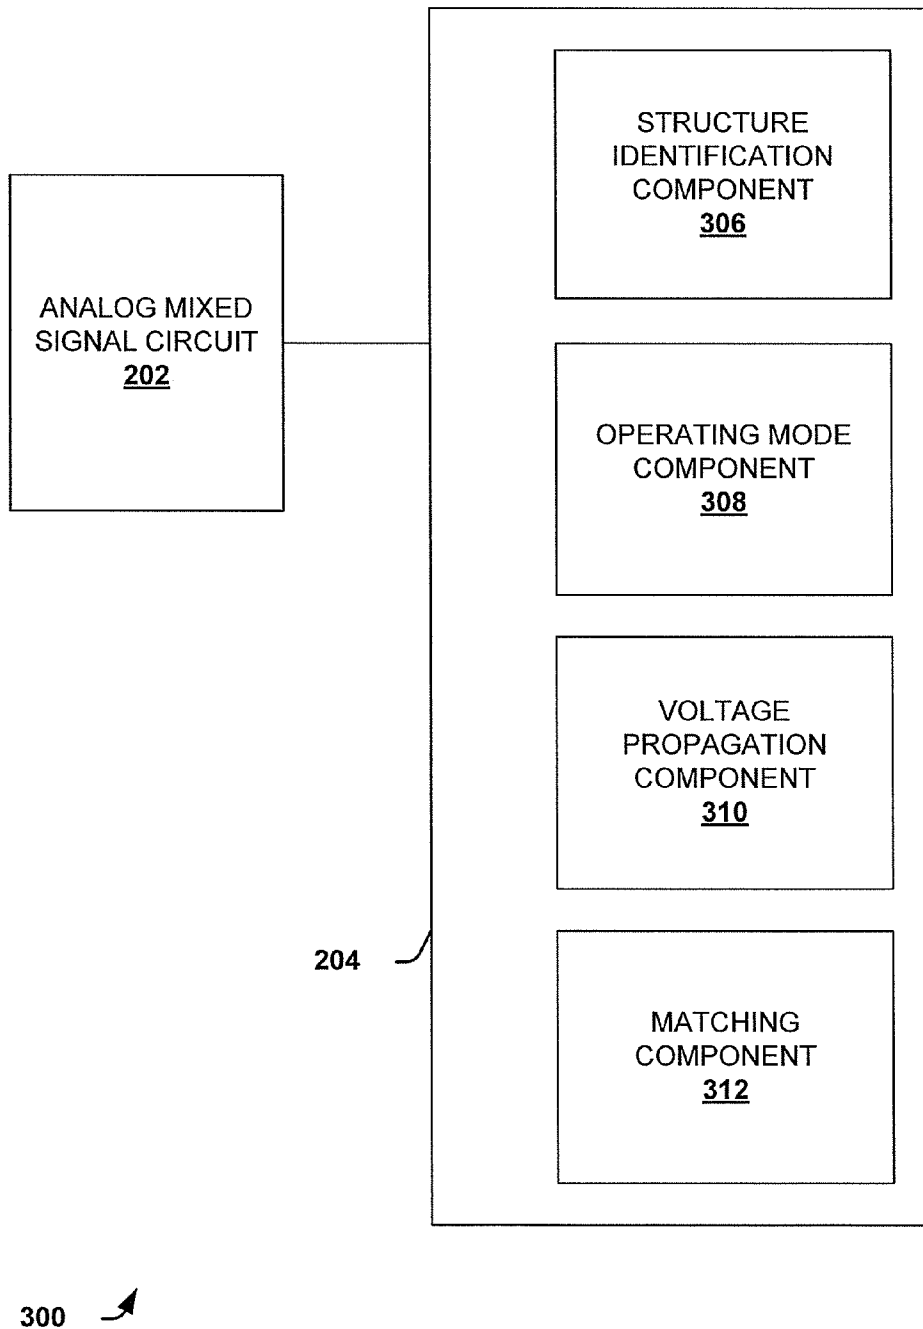 ANALOG MIXED
SIGNAL CIRCUIT
202
STRUCTURE
IDENTIFICATION
COMPONENT
306
OPERATING MODE
COMPONENT
308
VOLTAGE
PROPAGATION
COMPONENT
310
MATCHING
COMPONENT
312
204
300